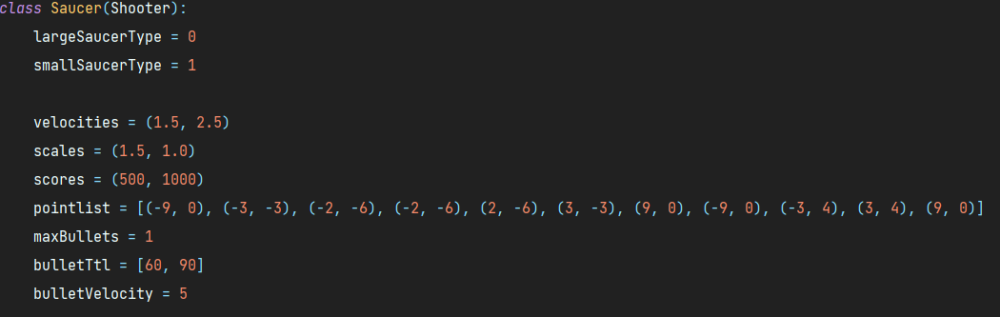 class Saucer(Shooter):
    largeSaucerType = 0
    smallSaucerType = 1
    velocities = (1.5, 2.5)
    scales = (1.5, 1.0)
    scores = (500, 1000)
    pointlist = [(-9, 0), (-3, -3), (-2, -6), (-2, -6), (2, -6), (3, -3), (9, 0), (-9, 0), (-3, 4), (3, 4), (9, 0)]
    maxBullets = 1
    bulletTtl = [60, 90]
    bulletVelocity = 5